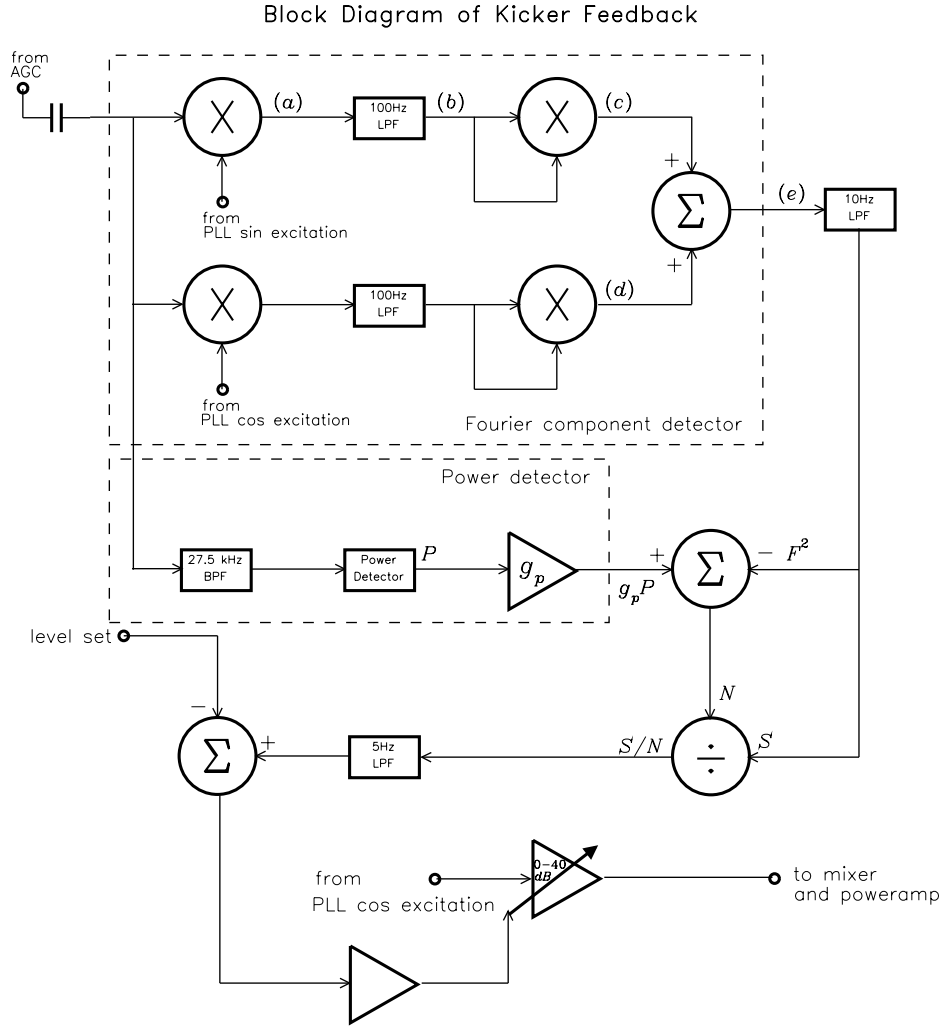 Block Diagram of Kicker Feedback
from
AGC
X
(a)
100Hz
LPF
(b)
X
(c)
+
Σ
(e)
10Hz
LPF
from
PLL sin excitation
+
X
100Hz
LPF
X
(d)
from
PLL cos excitation
Fourier component detector
Power detector
27.5 kHz
BPF
Power
Detector
P
g_p
+
g_p P
Σ
− F²
level set
N
−
Σ
+
5Hz
LPF
S/N
÷
S
from
PLL cos excitation
0−40
dB
to mixer
and poweramp